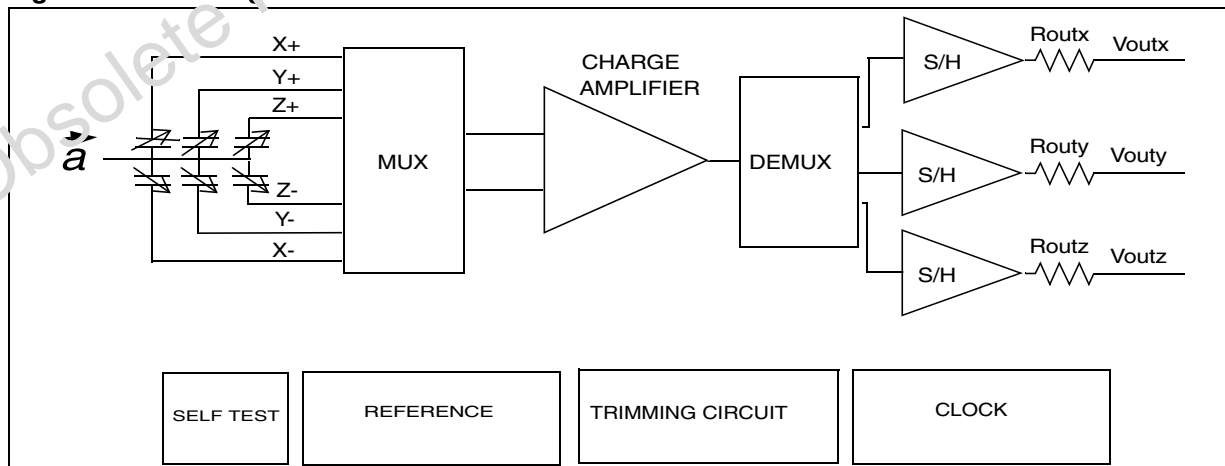 X+
Y+
Z+
a
Z-
Y-
X-
MUX
CHARGE
AMPLIFIER
DEMUX
S/H
Routx
Voutx
S/H
Routy
Vouty
S/H
Routz
Voutz
SELF TEST
REFERENCE
TRIMMING CIRCUIT
CLOCK
Obsolete